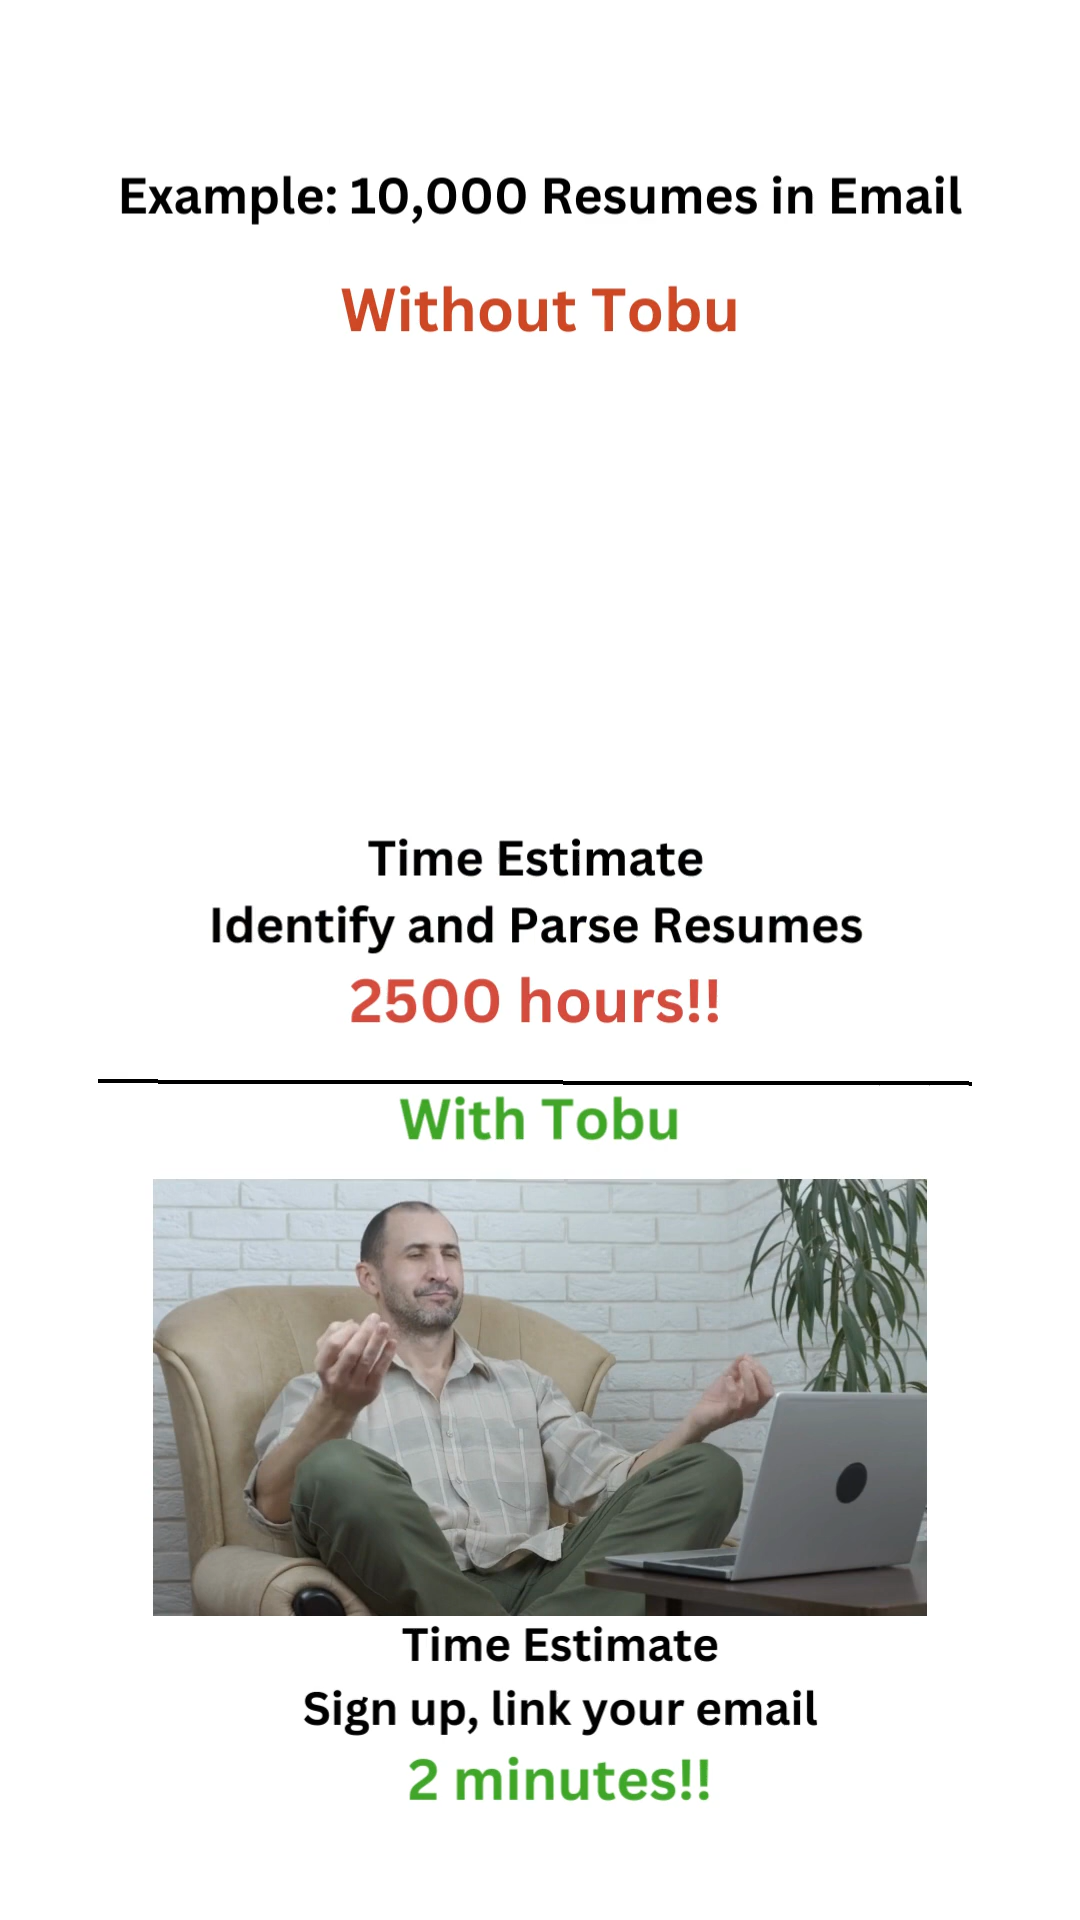 Example: 10,000 Resumes in Email
Without Tobu
Time Estimate
Identify and Parse Resumes
2500 hours!!
With Tobu
Time Estimate
Sign up, link your email
2 minutes!!